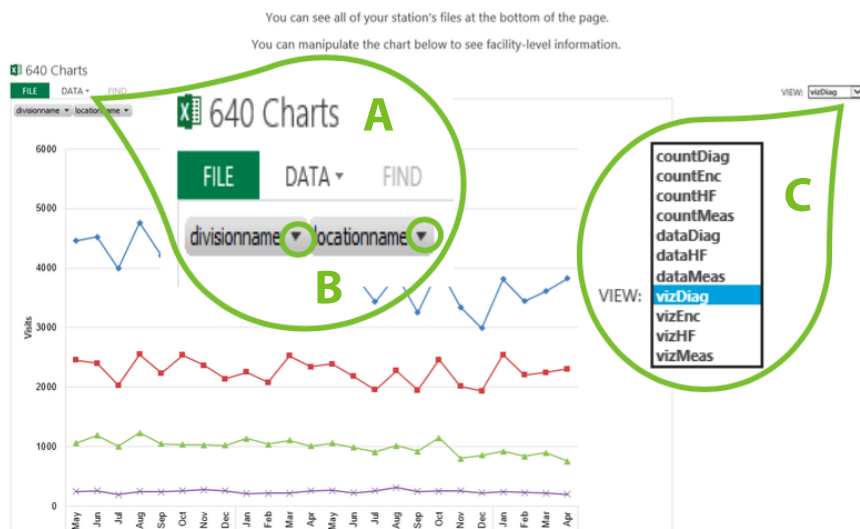 You can see all of your station's files at the bottom of the page.
You can manipulate the chart below to see facility-level information.
640 Charts
FILE DATA FIND
divisionname locationname
VIEW: vizDiag
640 Charts
A
FILE DATA FIND
divisionname locationname
B
countDiag
countEnc
countHF
countMeas
dataDiag
dataHF
dataMeas
VIEW: vizDiag
vizEnc
vizHF
vizMeas
C
6000
5000
4000
3000
2000
1000
0
Visits
May Jun Jul Aug Sep Oct Nov Dec Jan Feb Mar Apr May Jun Jul Aug Sep Oct Nov Dec Jan Feb Mar Apr